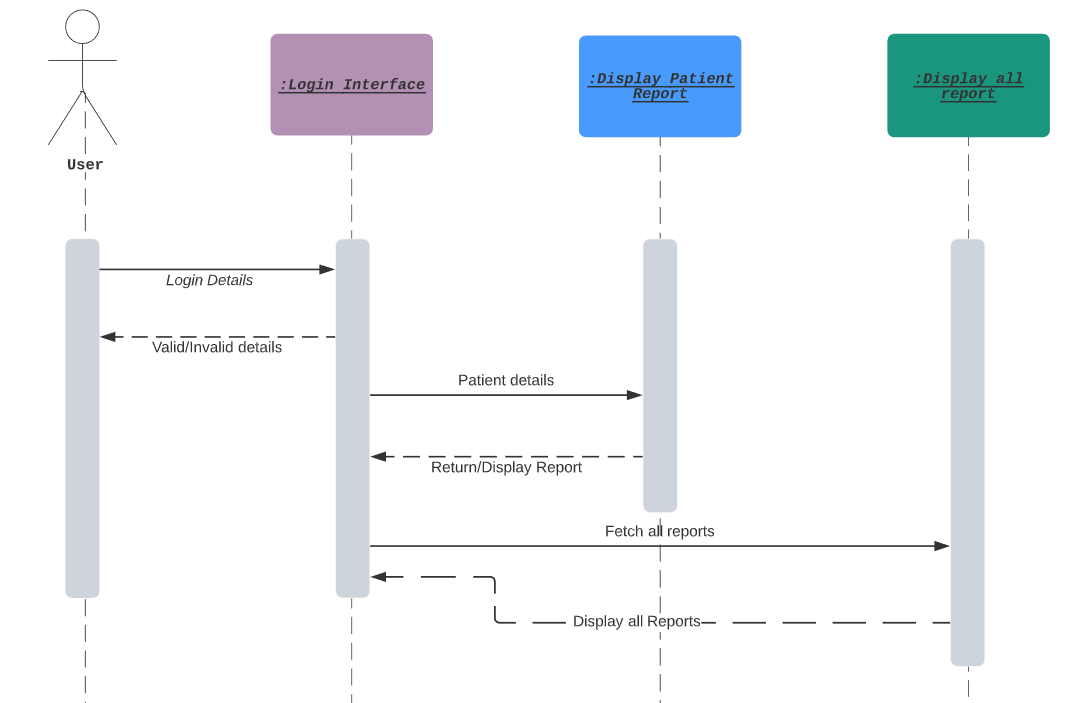 :Login Interface
:Display Patient
Report
:Display all
report
User
Login Details
Valid/Invalid details
Patient details
Return/Display Report
Fetch all reports
Display all Reports